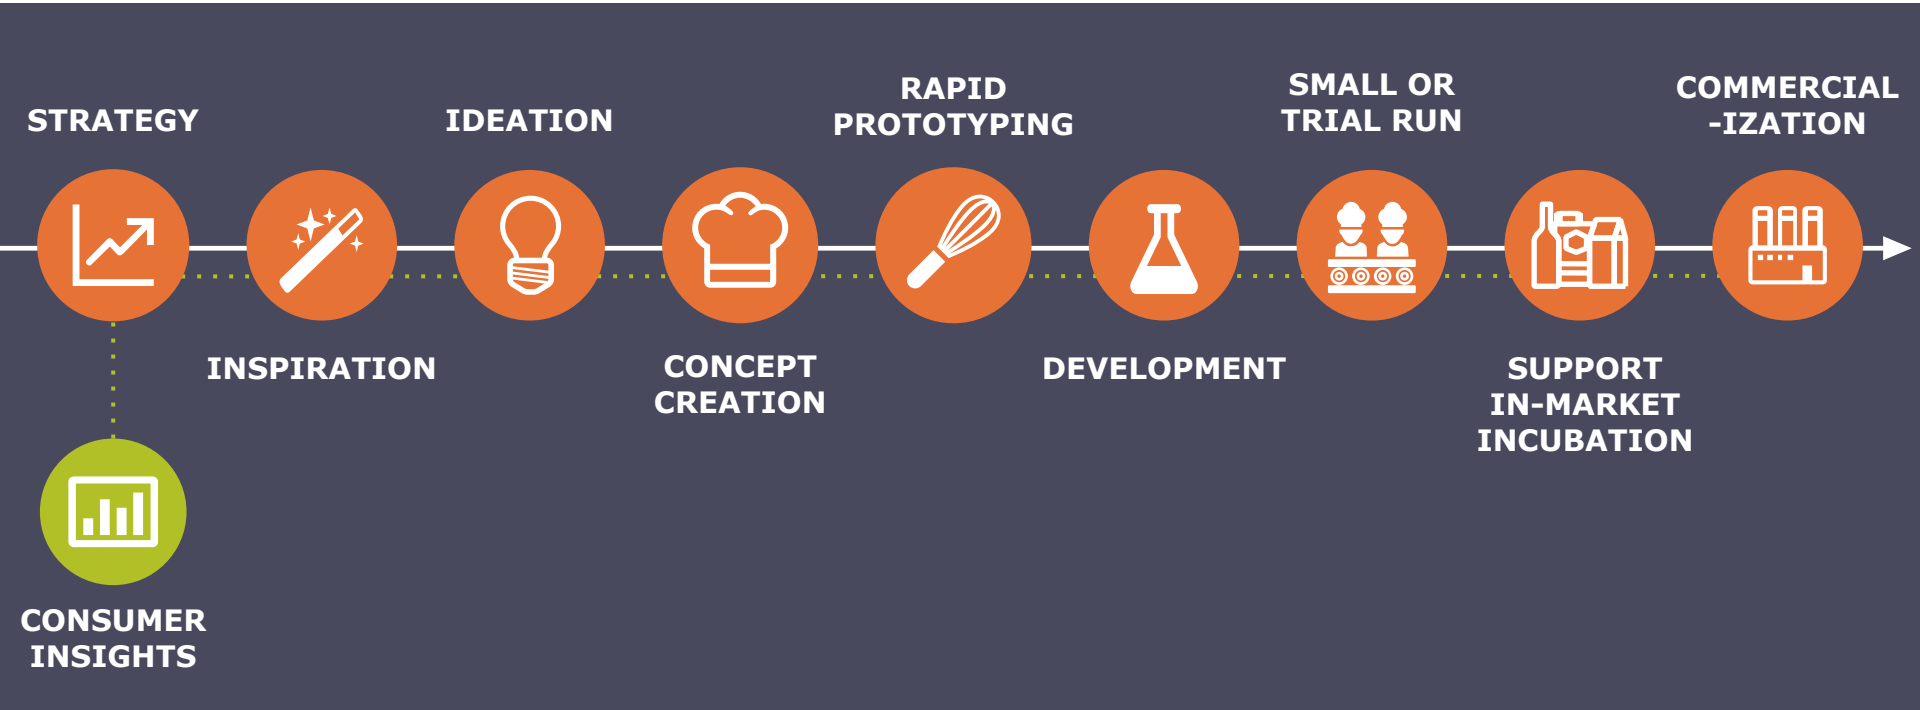 STRATEGY
INSPIRATION
IDEATION
CONCEPT
CREATION
RAPID
PROTOTYPING
DEVELOPMENT
SMALL OR
TRIAL RUN
SUPPORT
IN-MARKET
INCUBATION
COMMERCIAL
-IZATION
CONSUMER
INSIGHTS